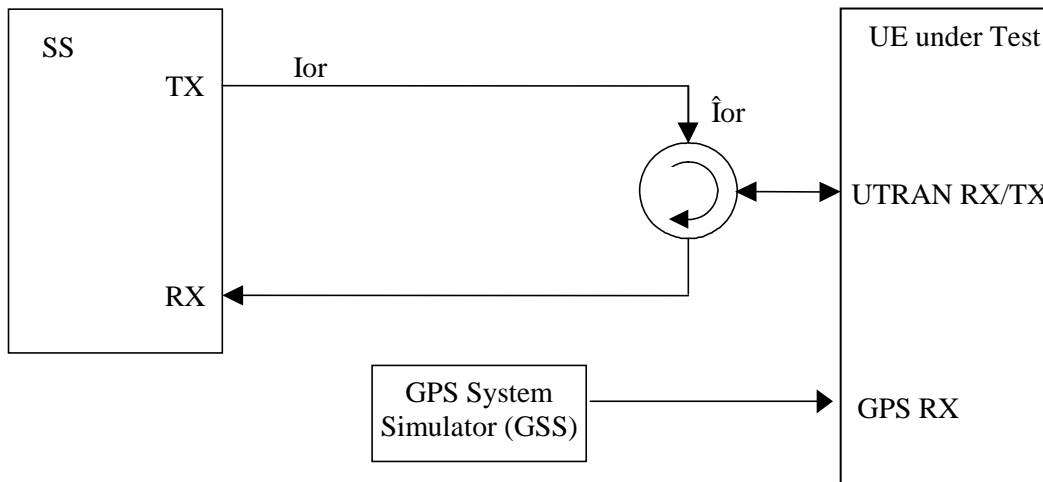 SS
UE under Test
TX
Ior
Îor
UTRAN RX/TX
RX
GPS System
Simulator (GSS)
GPS RX